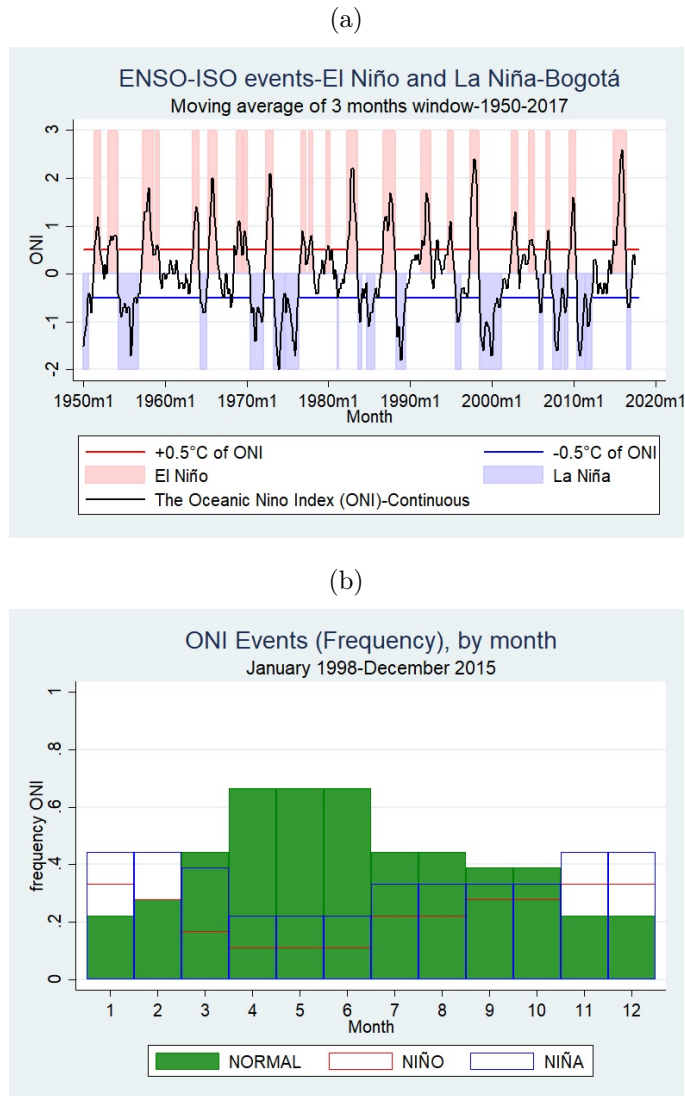 (a)
ENSO-ISO events-El Niño and La Niña-Bogotá
Moving average of 3 months window-1950-2017
3
2
1
0
-1
-2
ONI
1950m1 1960m1 1970m1 1980m1 1990m1 2000m1 2010m1 2020m1
Month
+0.5°C of ONI -0.5°C of ONI
El Niño La Niña
The Oceanic Nino Index (ONI)-Continuous
(b)
ONI Events (Frequency), by month
January 1998-December 2015
1
.8
.6
.4
.2
0
frequency ONI
1 2 3 4 5 6 7 8 9 10 11 12
Month
NORMAL NIÑO NIÑA